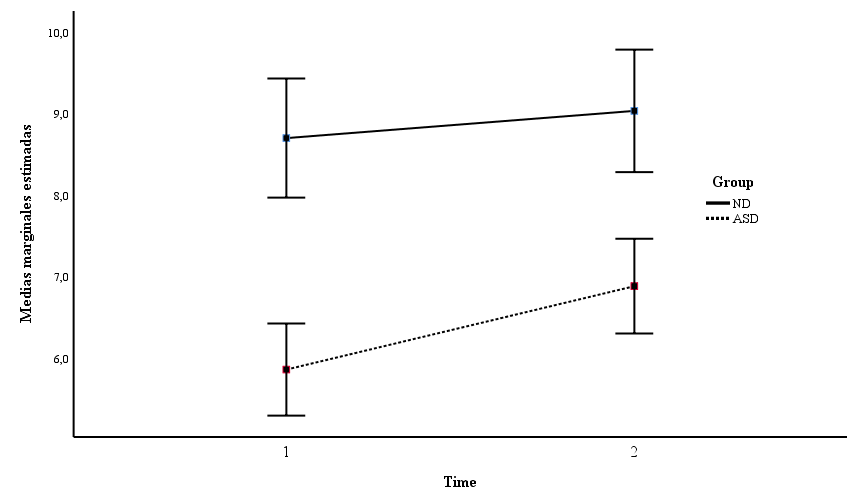 10,0
9,0
8,0
7,0
6,0
Medias marginales estimadas
1
2
Time
Group
ND
ASD